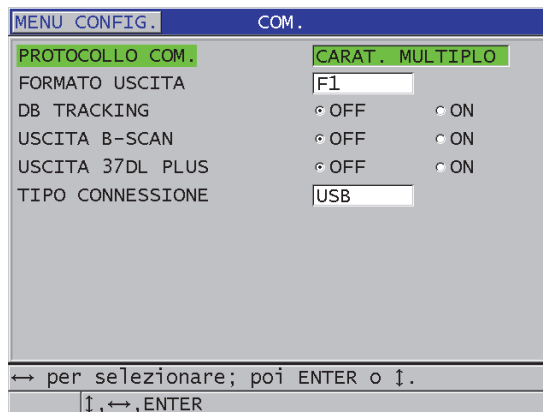 MENU CONFIG. COM.
PROTOCOLLO COM. CARAT. MULTIPLO
FORMATO USCITA F1
DB TRACKING OFF ON
USCITA B-SCAN OFF ON
USCITA 37DL PLUS OFF ON
TIPO CONNESSIONE USB
↔ per selezionare; poi ENTER o ↕.
↕,↔,ENTER